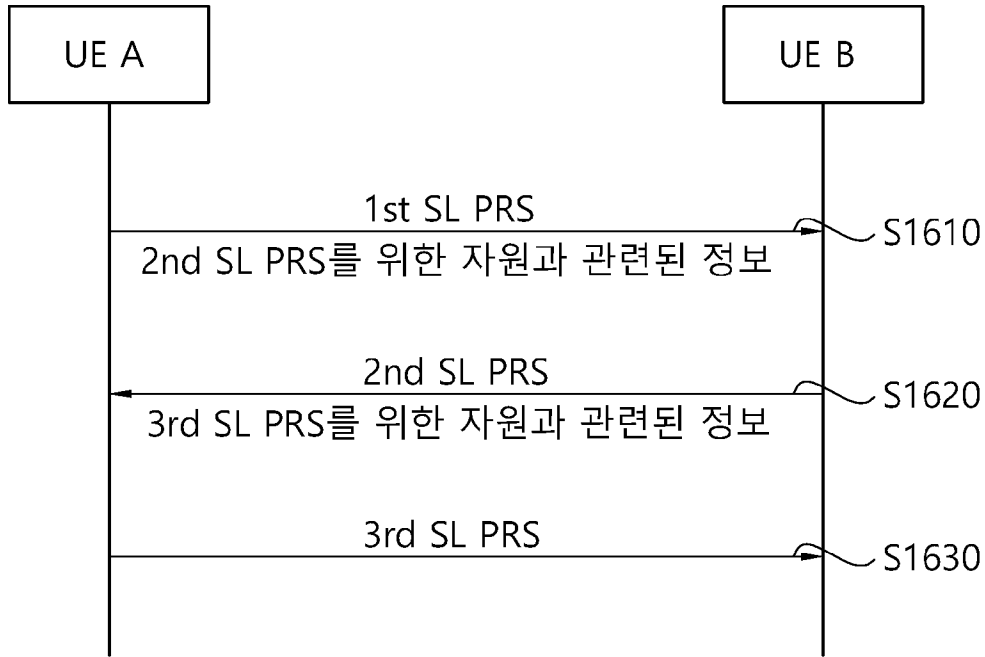 UE A
UE B
1st SL PRS
S1610
2nd SL PRS를 위한 자원과 관련된 정보
2nd SL PRS
S1620
3rd SL PRS를 위한 자원과 관련된 정보
3rd SL PRS
S1630